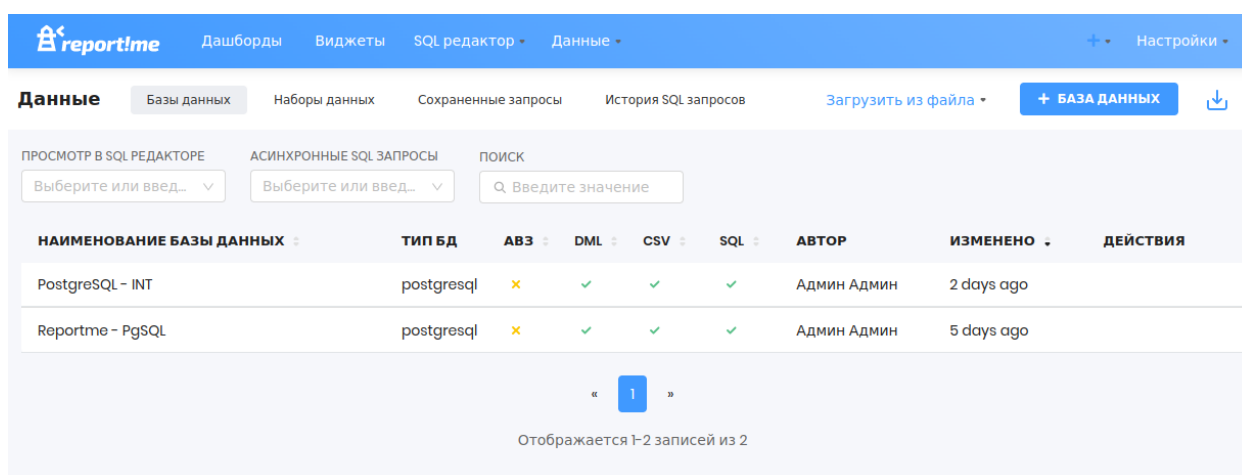 report!me Дашборды Виджеты SQL редактор Данные + Настройки
Данные Базы данных Наборы данных Сохраненные запросы История SQL запросов Загрузить из файла + БАЗА ДАННЫХ
ПРОСМОТР В SQL РЕДАКТОРЕ АСИНХРОННЫЕ SQL ЗАПРОСЫ ПОИСК
Выберите или введ... Выберите или введ... Введите значение
НАИМЕНОВАНИЕ БАЗЫ ДАННЫХ ТИП БД АВЗ DML CSV SQL АВТОР ИЗМЕНЕНО ДЕЙСТВИЯ
PostgreSQL - INT postgresql Админ Админ 2 days ago
Reportme - PgSQL postgresql Админ Админ 5 days ago
« 1 »
Отображается 1-2 записей из 2